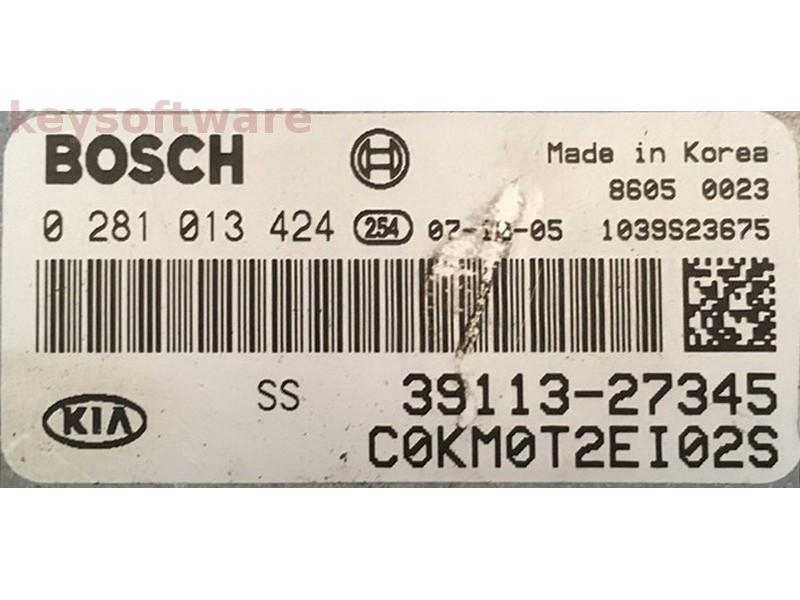 keysoftware
BOSCH
Made in Korea
8605 0023
0 281 013 424 254 07-10-05 1039S23675
SS 39113-27345
KIA
C0KM0T2EI02S